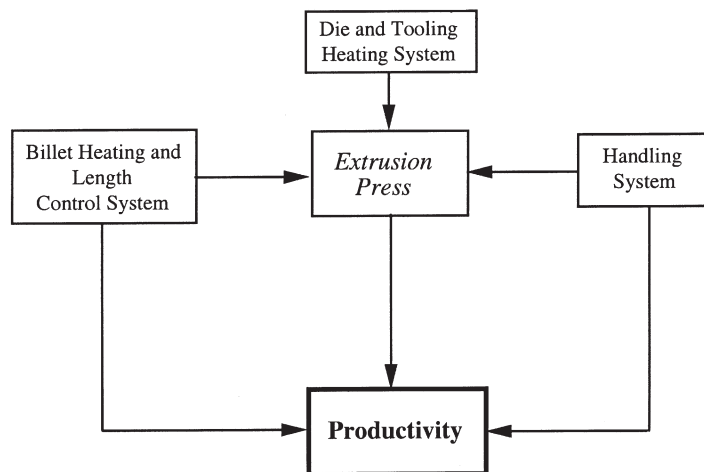 Die and Tooling
Heating System
Billet Heating and
Length
Control System
Extrusion
Press
Handling
System
Productivity